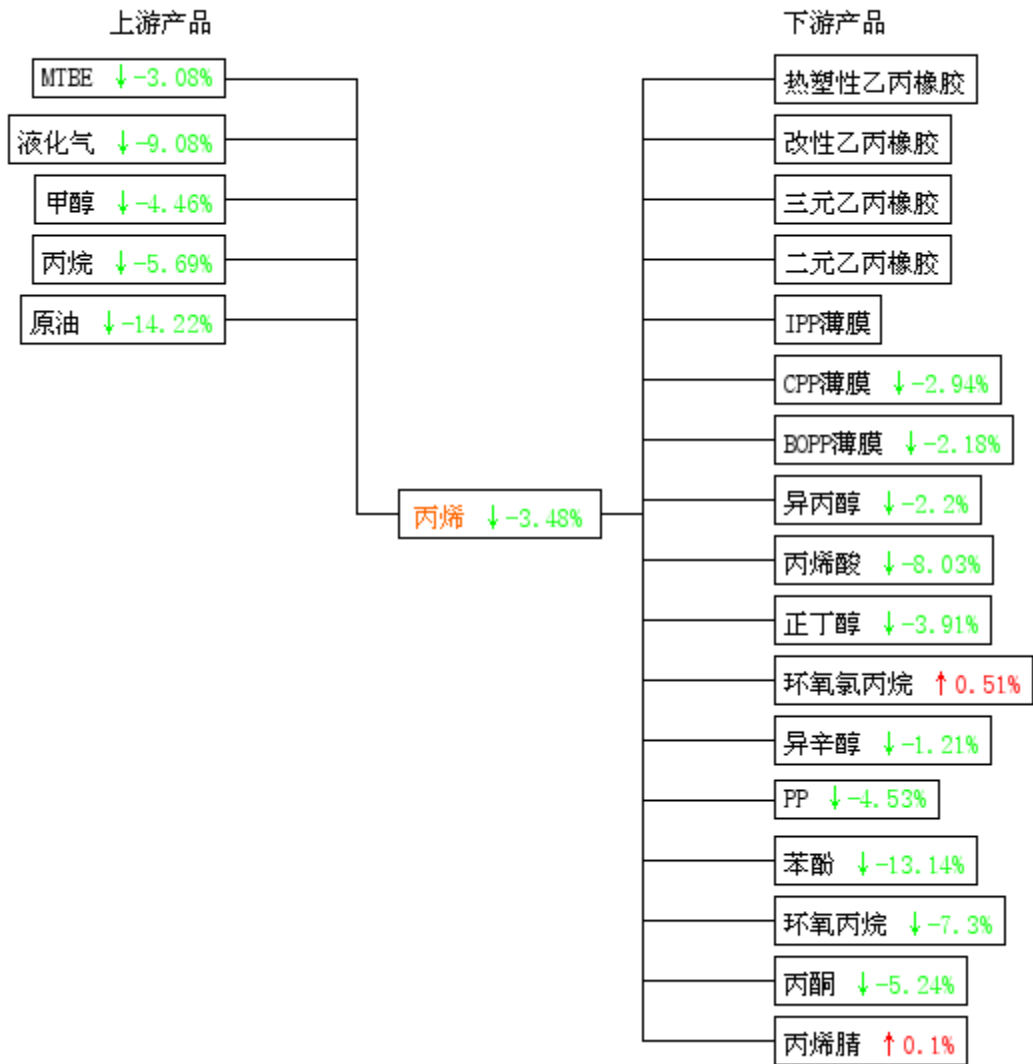 上游产品
MTBE ↓-3.08%
液化气 ↓-9.08%
甲醇 ↓-4.46%
丙烷 ↓-5.69%
原油 ↓-14.22%
丙烯 ↓-3.48%
下游产品
热塑性乙丙橡胶
改性乙丙橡胶
三元乙丙橡胶
二元乙丙橡胶
IPP薄膜
CPP薄膜 ↓-2.94%
BOPP薄膜 ↓-2.18%
异丙醇 ↓-2.2%
丙烯酸 ↓-8.03%
正丁醇 ↓-3.91%
环氧氯丙烷 ↑0.51%
异辛醇 ↓-1.21%
PP ↓-4.53%
苯酚 ↓-13.14%
环氧丙烷 ↓-7.3%
丙酮 ↓-5.24%
丙烯腈 ↑0.1%